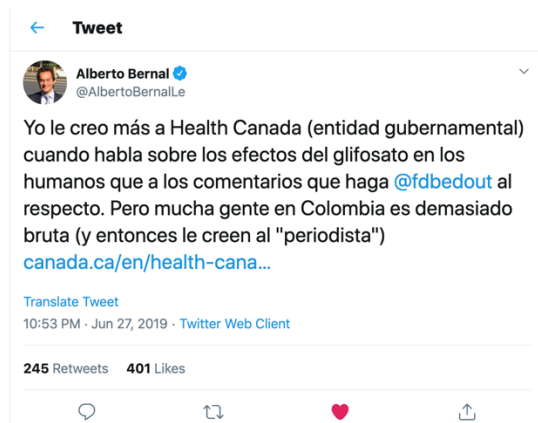 Tweet
Alberto Bernal
@AlbertoBernalLe
Yo le creo más a Health Canada (entidad gubernamental)
cuando habla sobre los efectos del glifosato en los
humanos que a los comentarios que haga @fdbedout al
respecto. Pero mucha gente en Colombia es demasiado
bruta (y entonces le creen al "periodista")
canada.ca/en/health-cana...
Translate Tweet
10:53 PM · Jun 27, 2019 · Twitter Web Client
245 Retweets 401 Likes